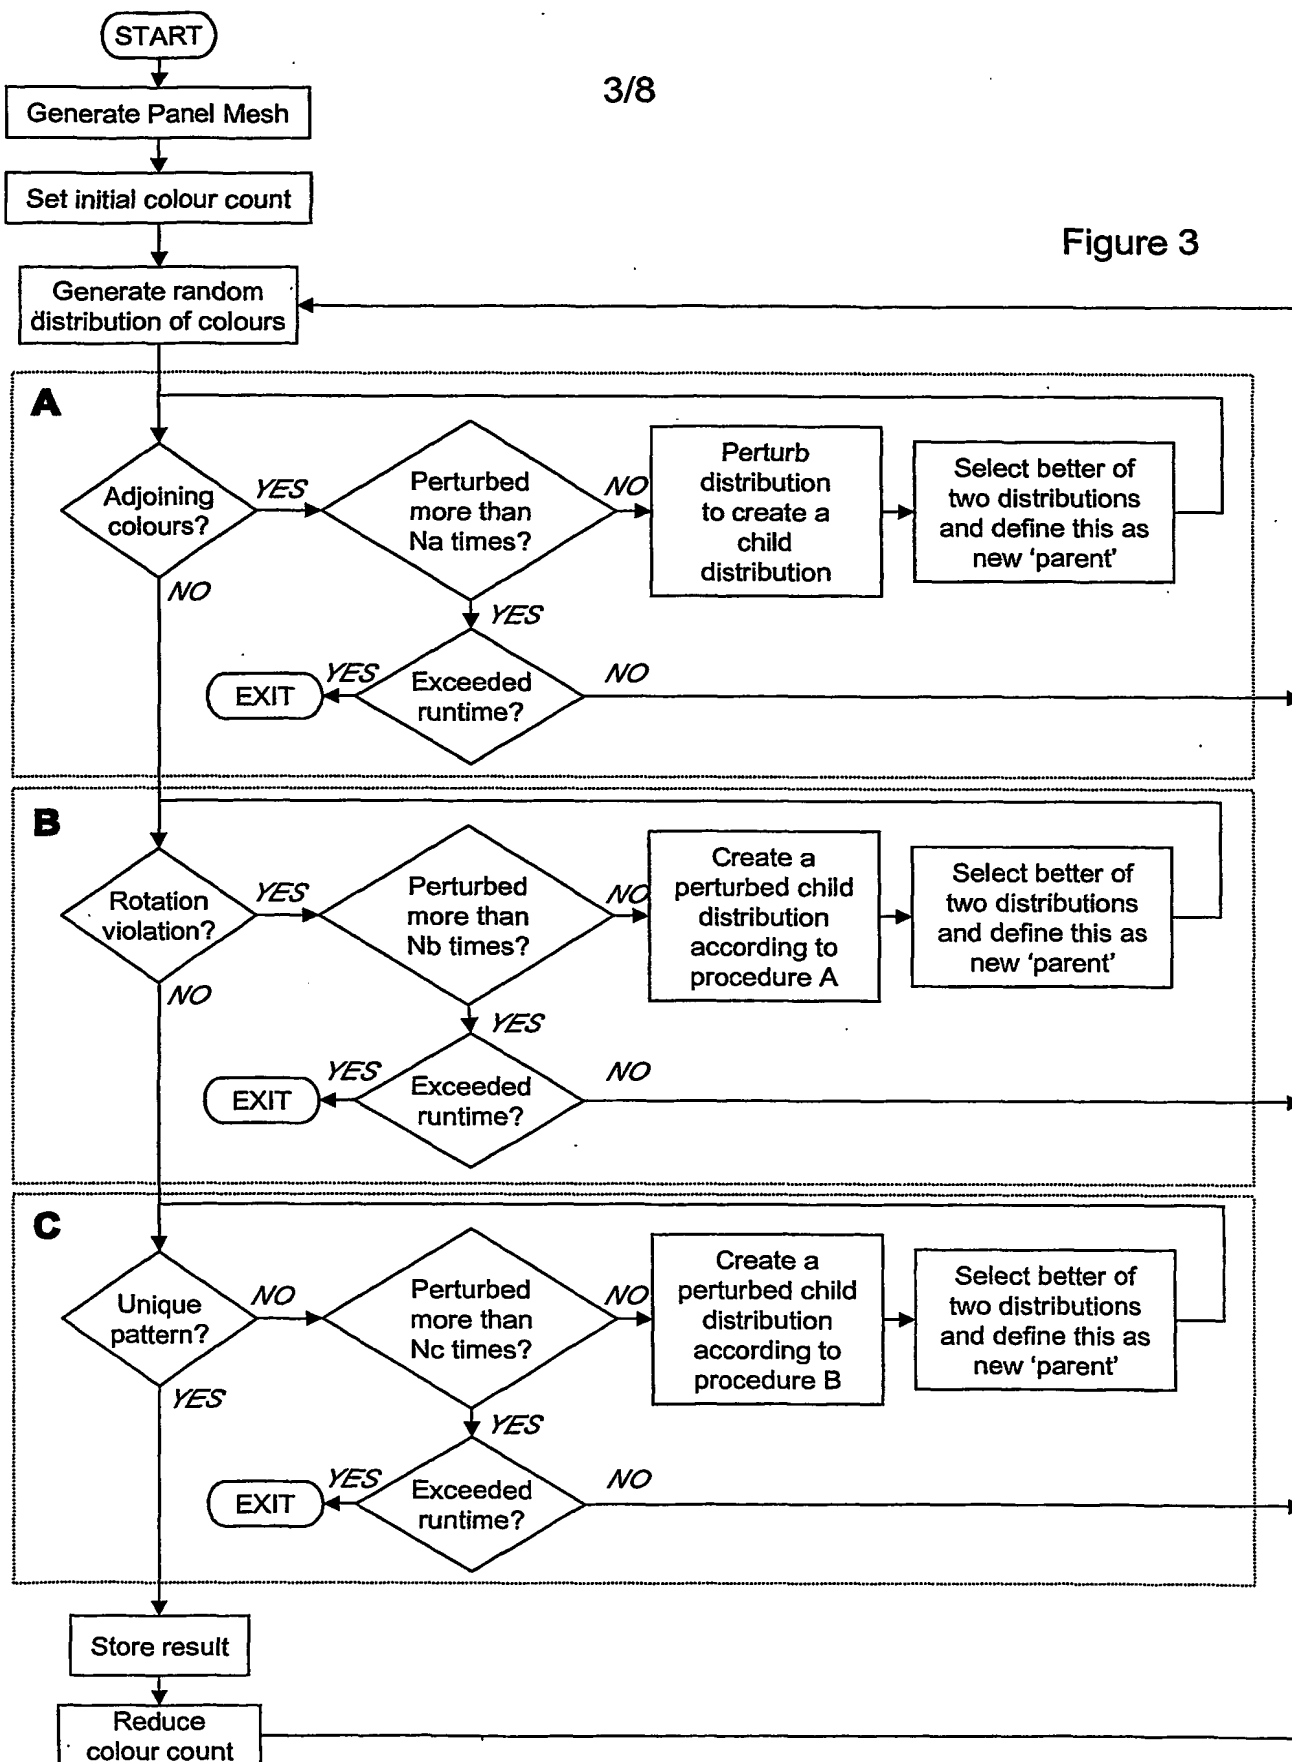 START
3/8
Generate Panel Mesh
Set initial colour count
Figure 3
Generate random
distribution of colours
A
Adjoining
colours?
YES
Perturbed
more than
Na times?
NO
Perturb
distribution
to create a
child
distribution
Select better of
two distributions
and define this as
new ‘parent’
NO
YES
EXIT
YES
Exceeded
runtime?
NO
B
Rotation
violation?
YES
Perturbed
more than
Nb times?
NO
Create a
perturbed child
distribution
according to
procedure A
Select better of
two distributions
and define this as
new ‘parent’
NO
YES
EXIT
YES
Exceeded
runtime?
NO
C
Unique
pattern?
NO
Perturbed
more than
Nc times?
NO
Create a
perturbed child
distribution
according to
procedure B
Select better of
two distributions
and define this as
new ‘parent’
YES
YES
EXIT
YES
Exceeded
runtime?
NO
Store result
Reduce
colour count